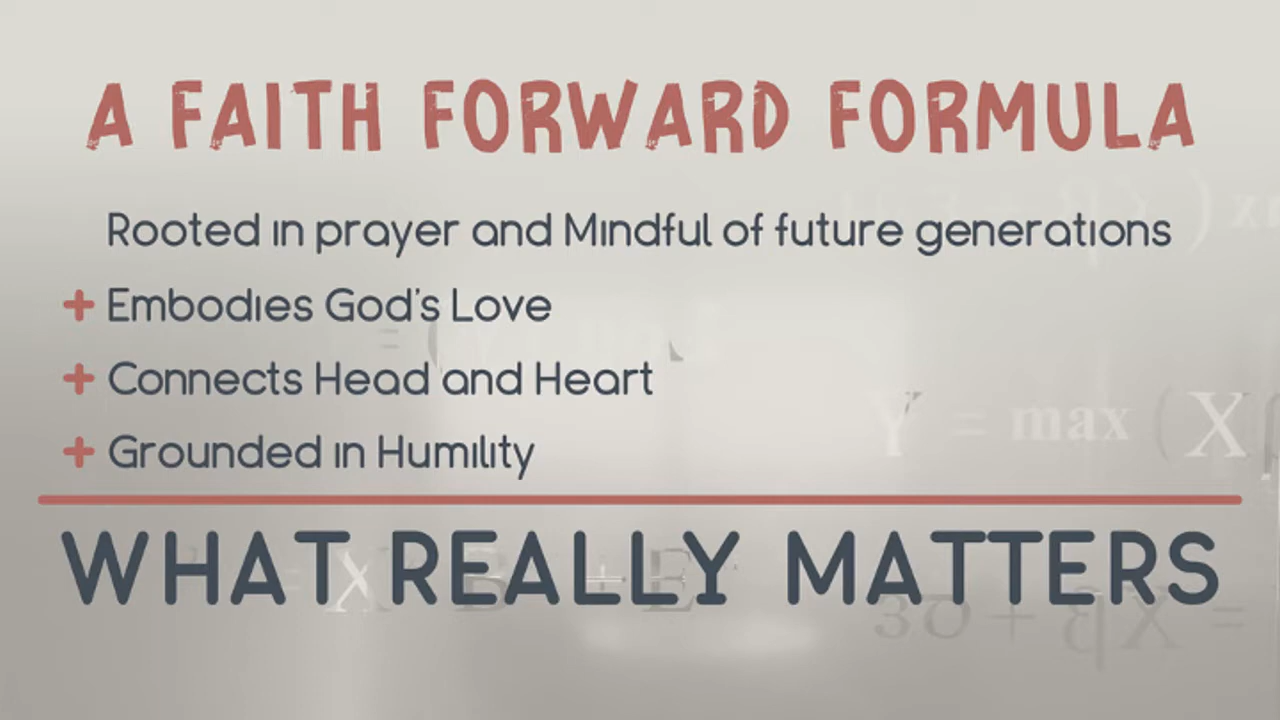 A FAITH FORWARD FORMULA
Rooted in prayer and Mindful of future generations
+ Embodies God's Love
+ Connects Head and Heart
+ Grounded in Humility
Y = max (X
WHAT REALLY MATTERS